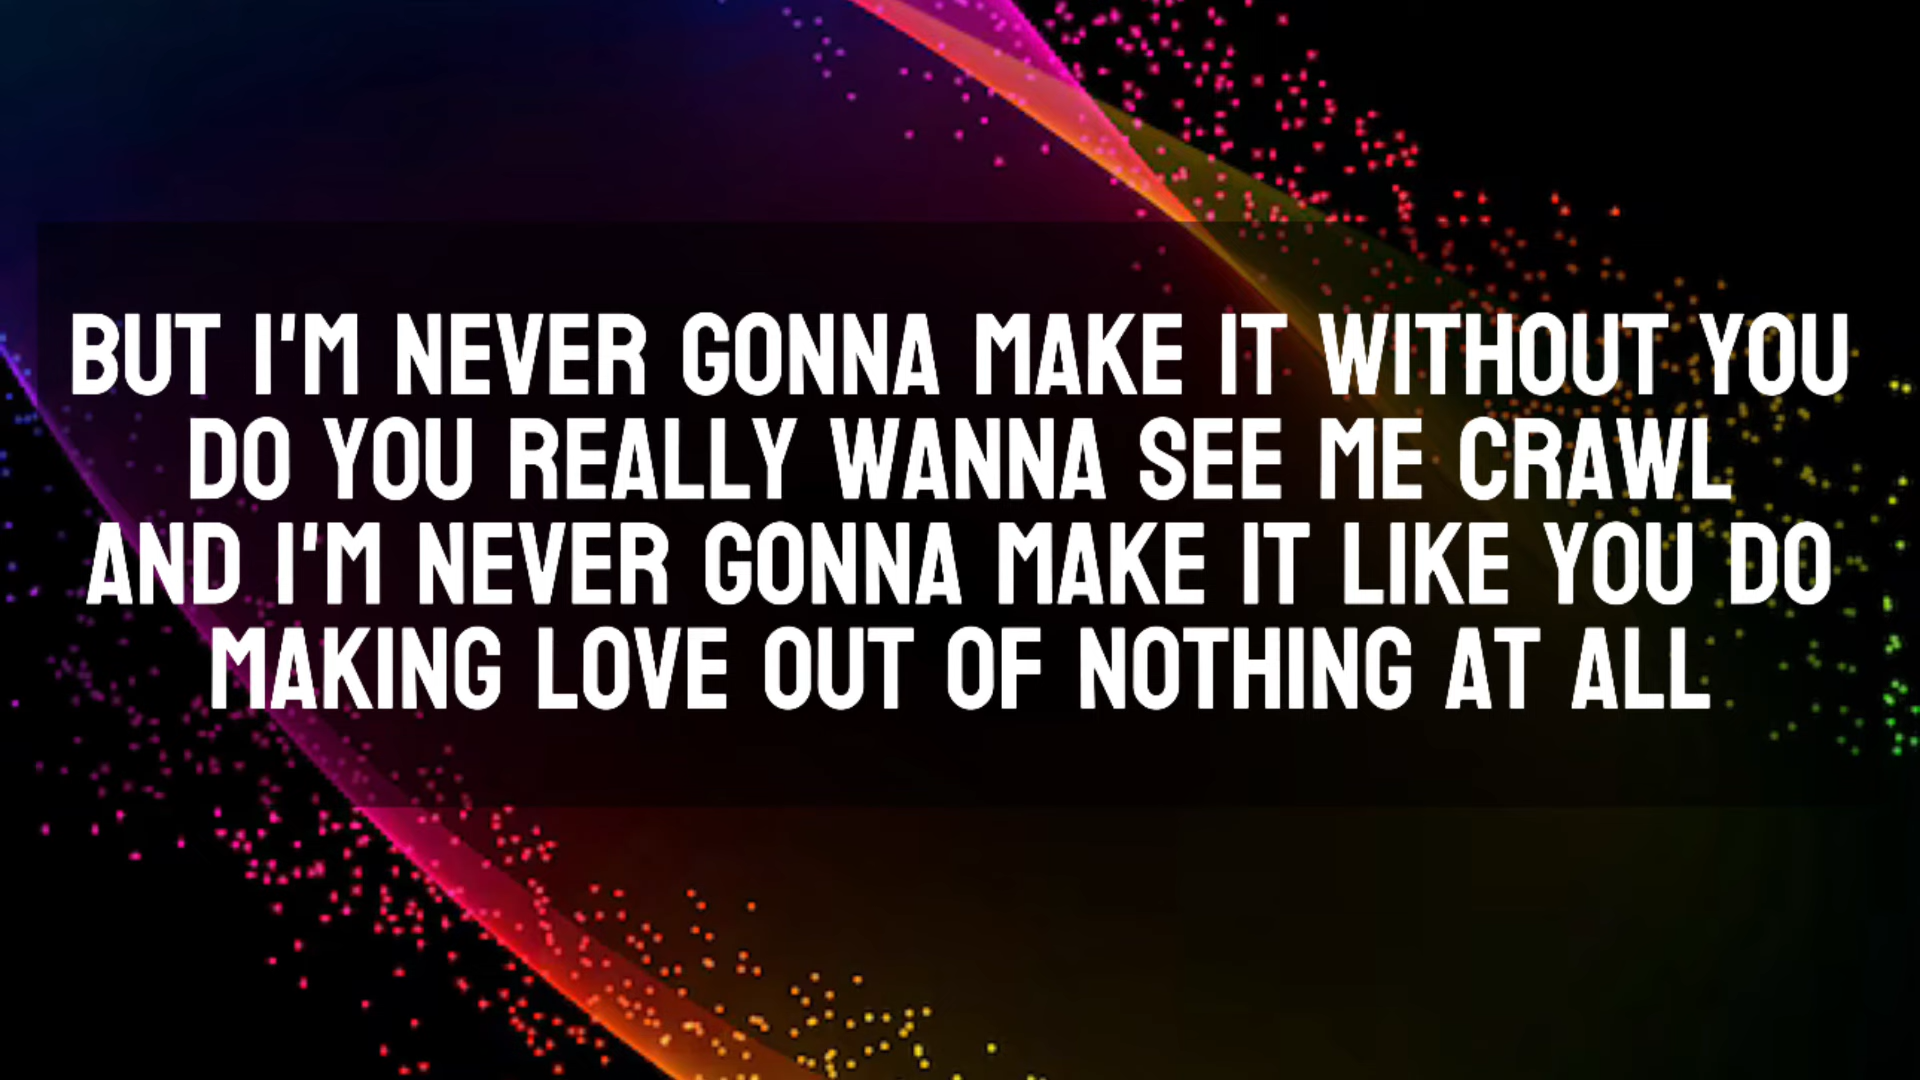 BUT I'M NEVER GONNA MAKE IT WITHOUT YOU
DO YOU REALLY WANNA SEE ME CRAWL
AND I'M NEVER GONNA MAKE IT LIKE YOU DO
MAKING LOVE OUT OF NOTHING AT ALL